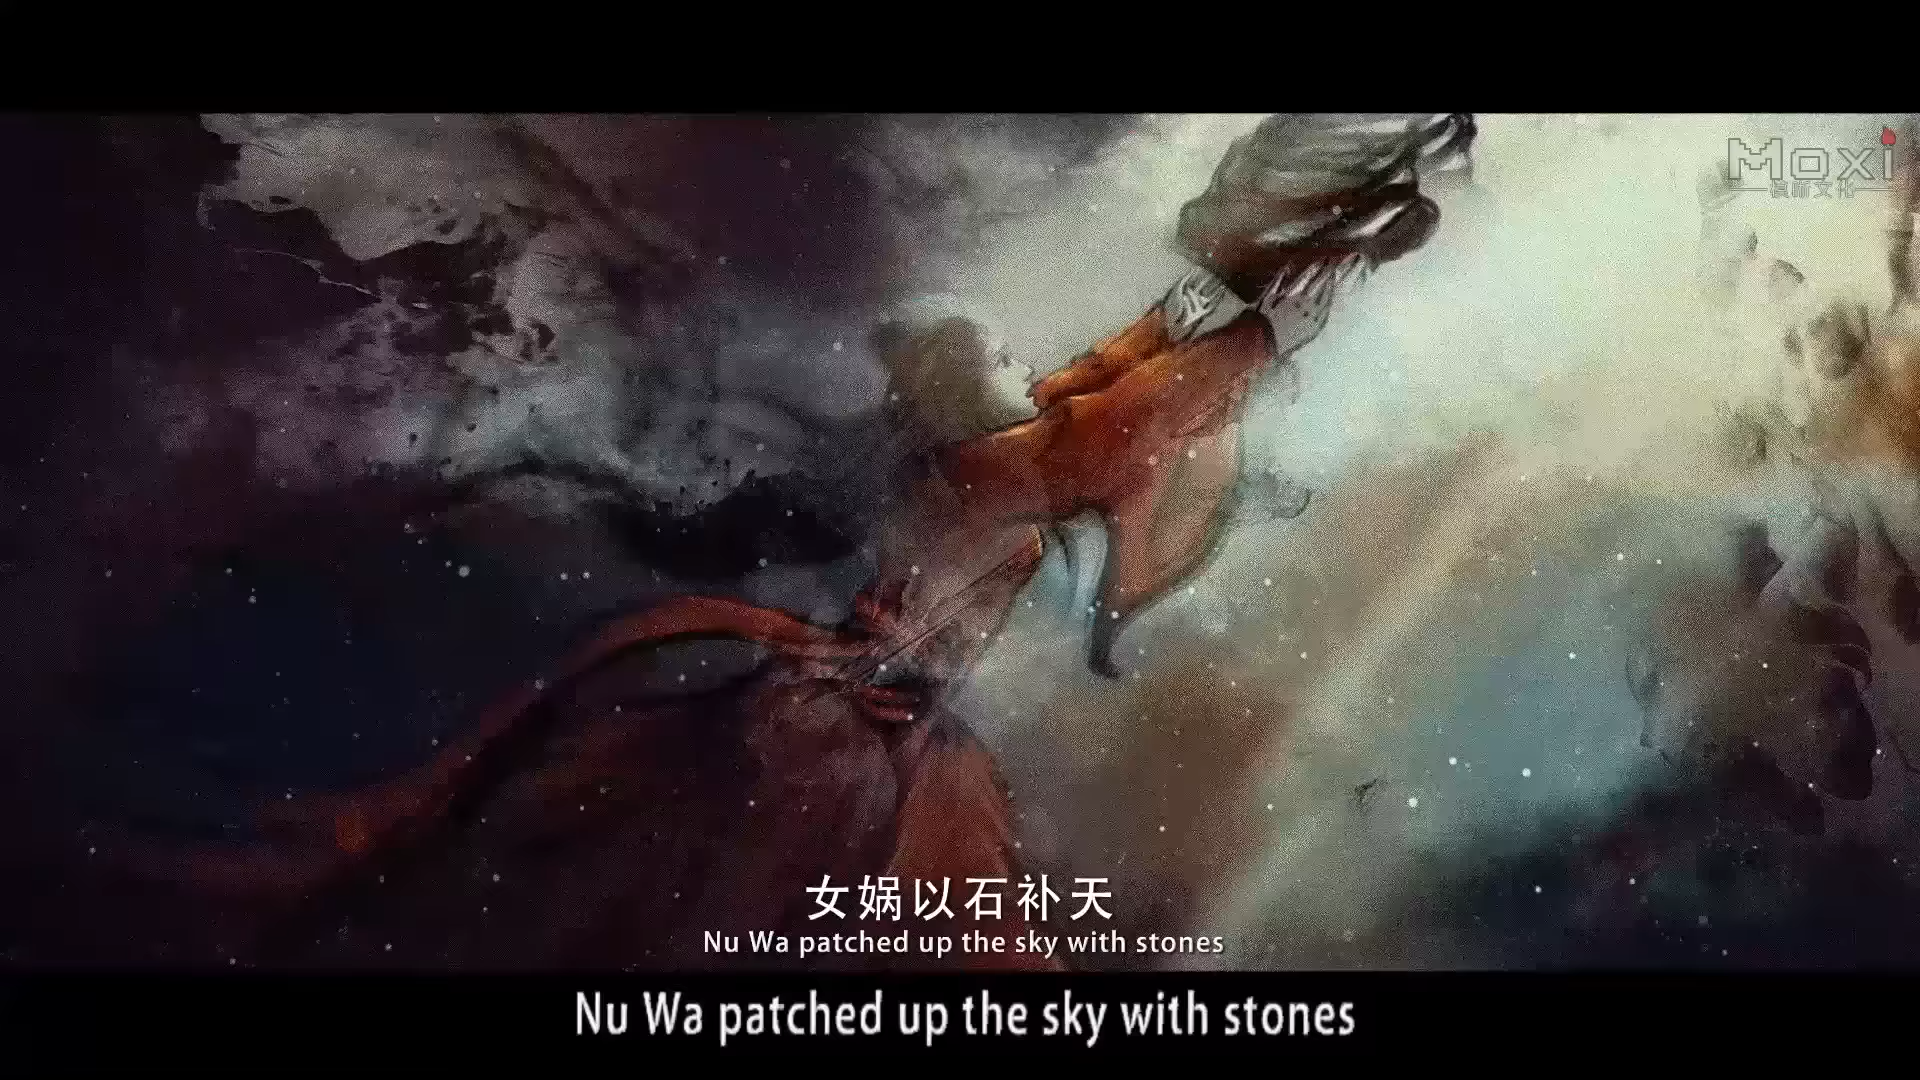 Moxi
女娲以石补天
Nu Wa patched up the sky with stones
Nu Wa patched up the sky with stones